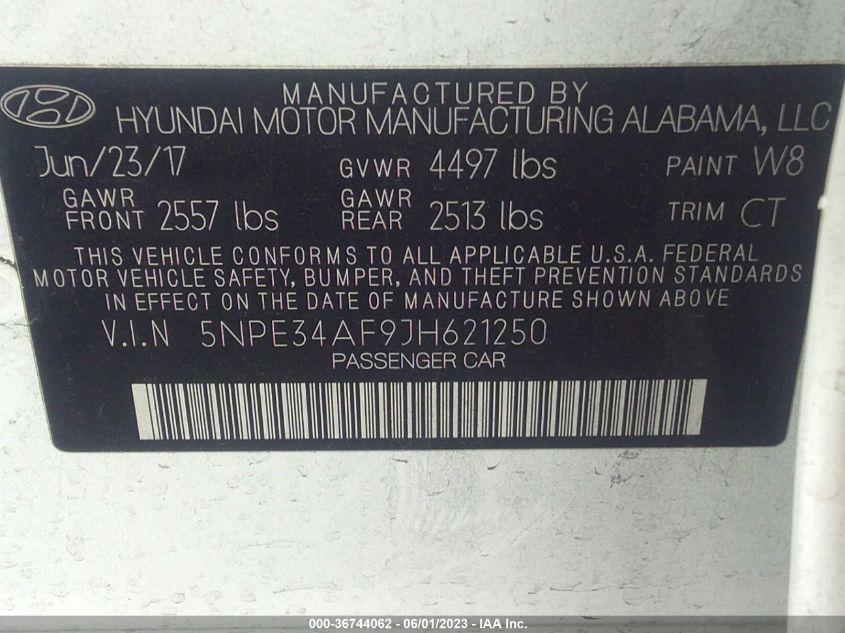 MANUFACTURED BY
HYUNDAI MOTOR MANUFACTURING ALABAMA, LLC
Jun/23/17 GVWR 4497 lbs PAINT W8
GAWR FRONT 2557 lbs GAWR REAR 2513 lbs TRIM CT
THIS VEHICLE CONFORMS TO ALL APPLICABLE U.S.A. FEDERAL
MOTOR VEHICLE SAFETY, BUMPER, AND THEFT PREVENTION STANDARDS
IN EFFECT ON THE DATE OF MANUFACTURE SHOWN ABOVE
V.I.N 5NPE34AF9JH621250
PASSENGER CAR
000-36744062 - 06/01/2023 - IAA Inc.